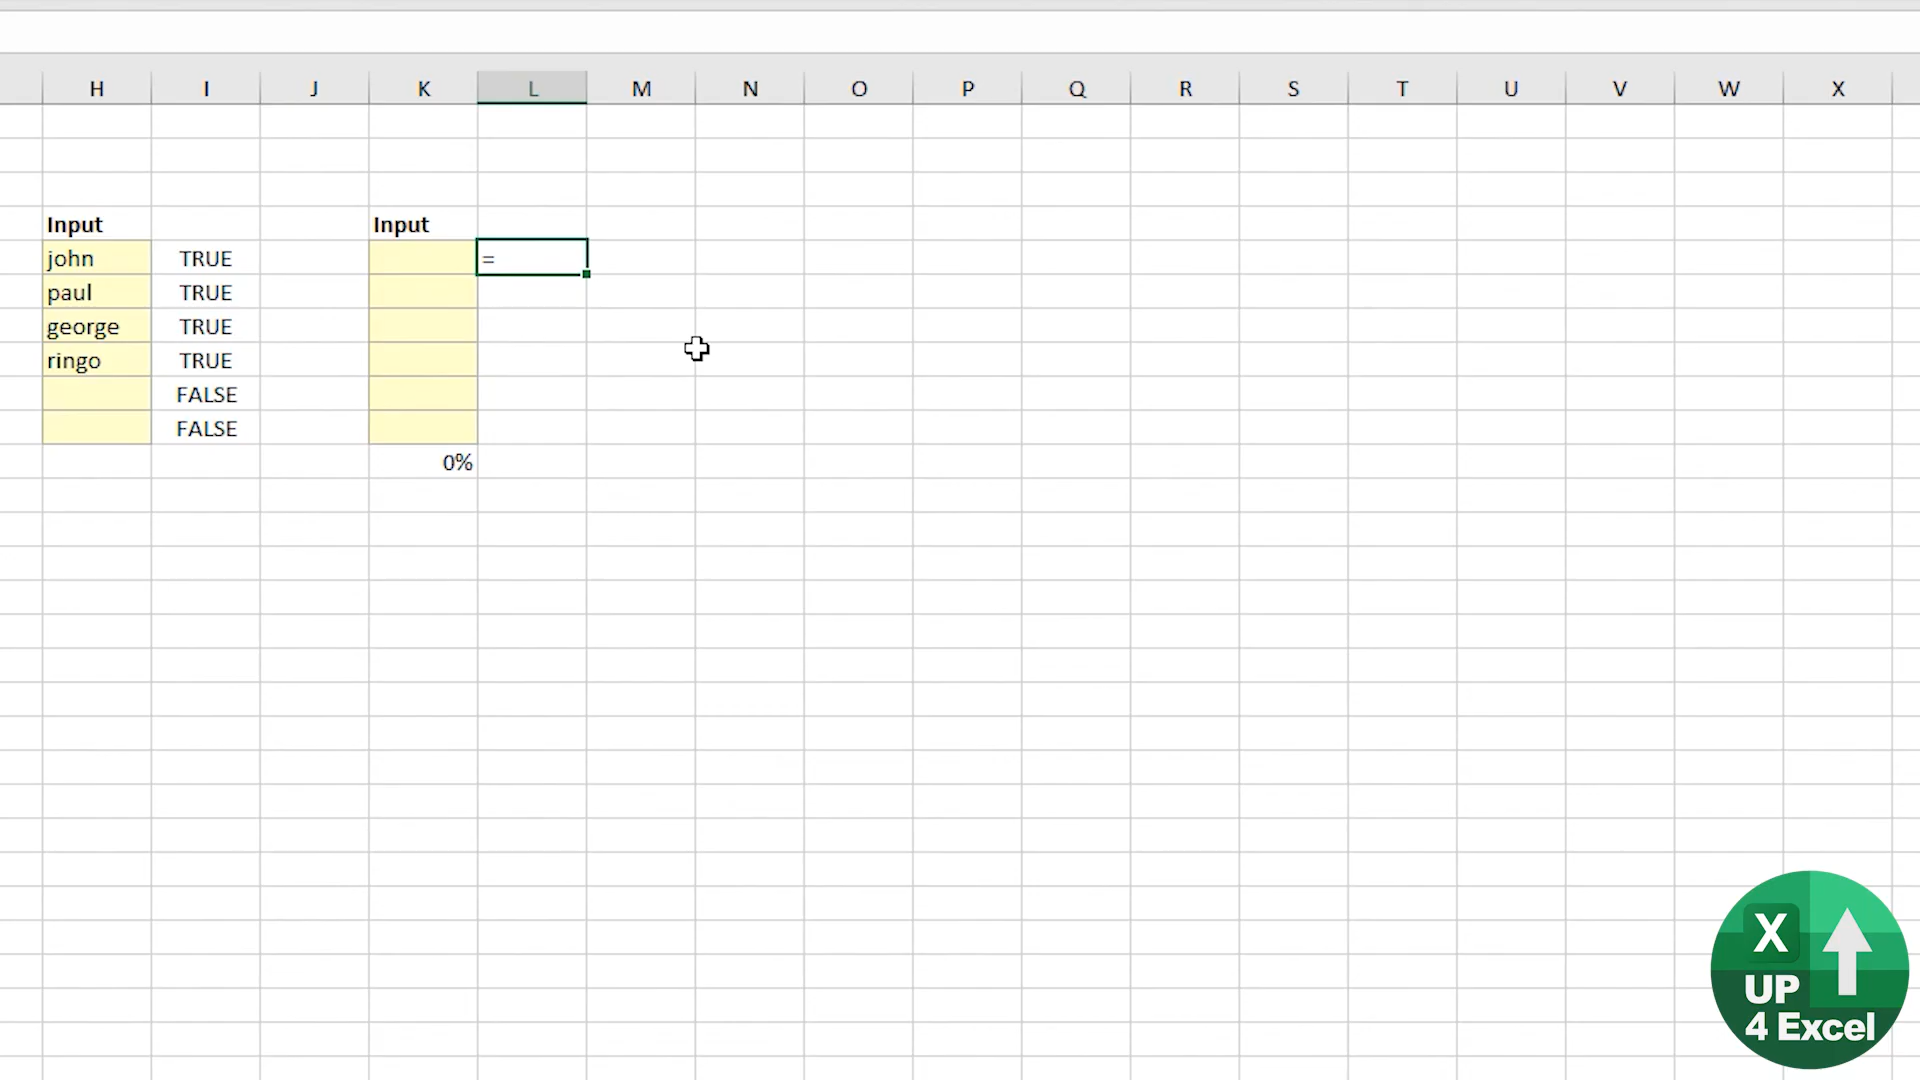 H I J K L M N O P Q R S T U V W X
Input Input
john TRUE =
paul TRUE
george TRUE
ringo TRUE
FALSE
FALSE
0%
X
UP
4 Excel